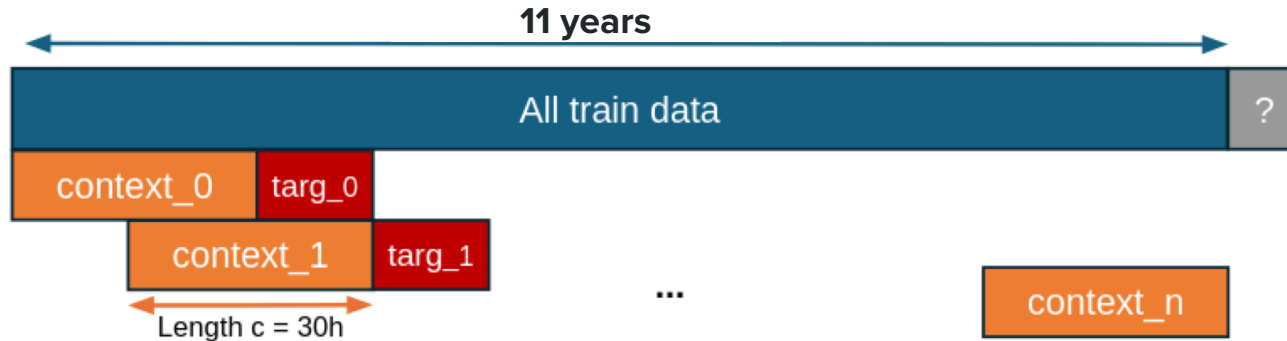 11 years
All train data
?
context_0
targ_0
context_1
targ_1
...
context_n
Length c = 30h